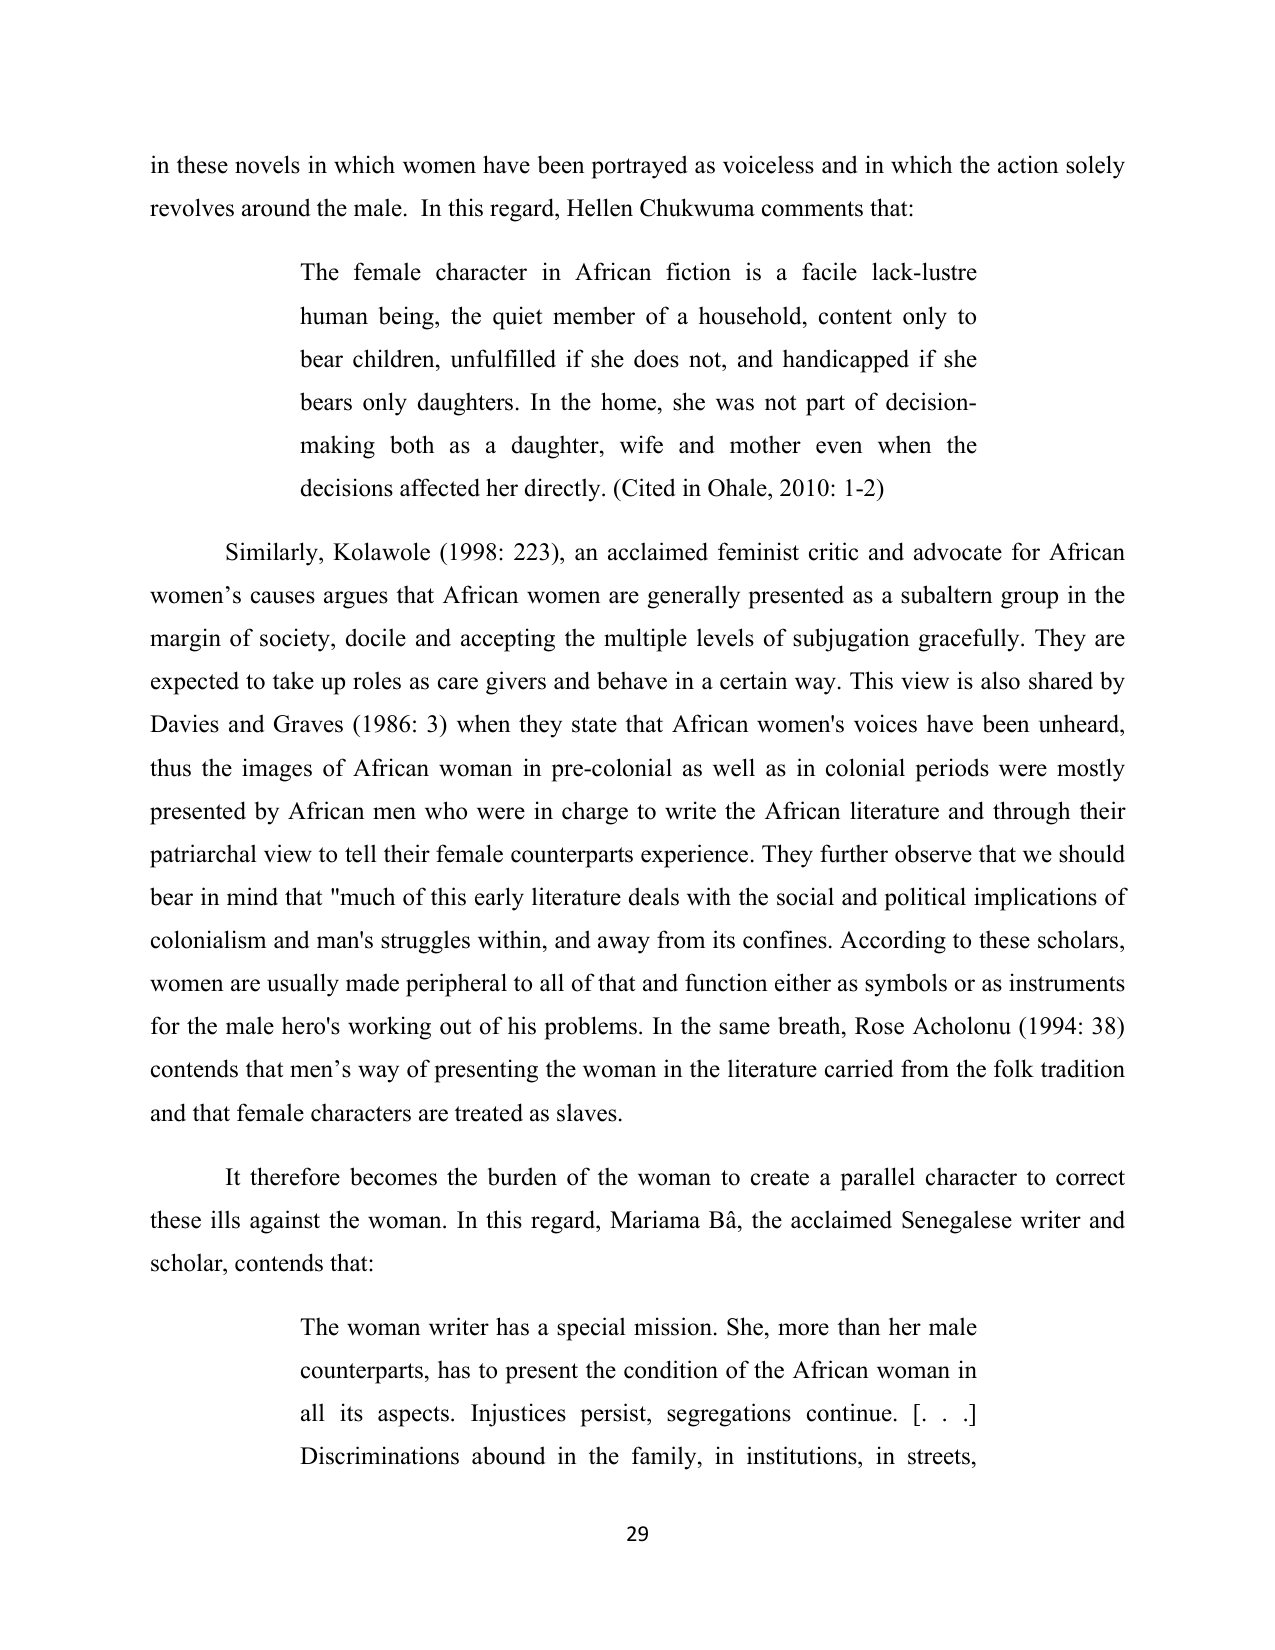 in these novels in which women have been portrayed as voiceless and in which the action solely
revolves around the male.  In this regard, Hellen Chukwuma comments that:
The female character in African fiction is a facile lack-lustre
human being, the quiet member of a household, content only to
bear children, unfulfilled if she does not, and handicapped if she
bears only daughters. In the home, she was not part of decision-
making both as a daughter, wife and mother even when the
decisions affected her directly. (Cited in Ohale, 2010: 1-2)
Similarly, Kolawole (1998: 223), an acclaimed feminist critic and advocate for African
women’s causes argues that African women are generally presented as a subaltern group in the
margin of society, docile and accepting the multiple levels of subjugation gracefully. They are
expected to take up roles as care givers and behave in a certain way. This view is also shared by
Davies and Graves (1986: 3) when they state that African women's voices have been unheard,
thus the images of African woman in pre-colonial as well as in colonial periods were mostly
presented by African men who were in charge to write the African literature and through their
patriarchal view to tell their female counterparts experience. They further observe that we should
bear in mind that "much of this early literature deals with the social and political implications of
colonialism and man's struggles within, and away from its confines. According to these scholars,
women are usually made peripheral to all of that and function either as symbols or as instruments
for the male hero's working out of his problems. In the same breath, Rose Acholonu (1994: 38)
contends that men’s way of presenting the woman in the literature carried from the folk tradition
and that female characters are treated as slaves.
It therefore becomes the burden of the woman to create a parallel character to correct
these ills against the woman. In this regard, Mariama Bâ, the acclaimed Senegalese writer and
scholar, contends that:
The woman writer has a special mission. She, more than her male
counterparts, has to present the condition of the African woman in
all its aspects. Injustices persist, segregations continue. [. . .]
Discriminations abound in the family, in institutions, in streets,
29